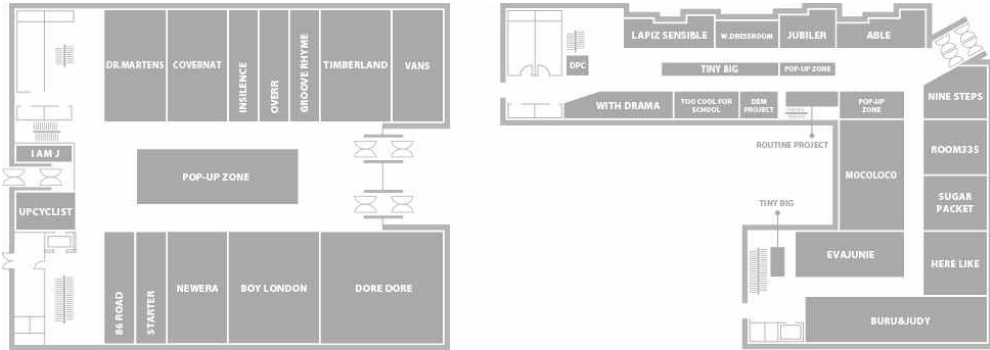 DR.MARTENS
COVERNAT
INSILENCE
OVERR
GROOVE RHYME
TIMBERLAND
VANS
I AM J
POP-UP ZONE
UPCYCLIST
86 ROAD
STARTER
NEWERA
BOY LONDON
DORE DORE
LAPIZ SENSIBLE
W.DRESSROOM
JUBILER
ABLE
DPC
TINY BIG
POP-UP ZONE
NINE STEPS
WITH DRAMA
TOO COOL FOR
SCHOOL
DEM
PROJECT
POP-UP
ZONE
ROUTINE PROJECT
ROOM335
MOCOLOCO
SUGAR
PACKET
TINY BIG
EVAJUNIE
HERE LIKE
BURU&JUDY